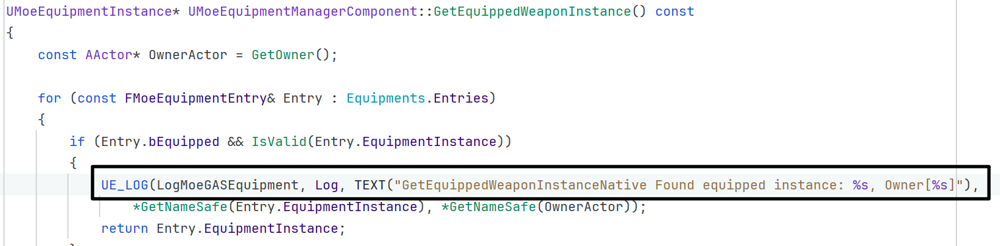 UMoeEquipmentInstance* UMoeEquipmentManagerComponent::GetEquippedWeaponInstance() const
{
    const AActor* OwnerActor = GetOwner();
    for (const FMoeEquipmentEntry& Entry : Equipments.Entries)
    {
        if (Entry.bEquipped && IsValid(Entry.EquipmentInstance))
        {
            UE_LOG(LogMoeGASEquipment, Log, TEXT("GetEquippedWeaponInstanceNative Found equipped instance: %s, Owner[%s]"),
                *GetNameSafe(Entry.EquipmentInstance), *GetNameSafe(OwnerActor));
            return Entry.EquipmentInstance;